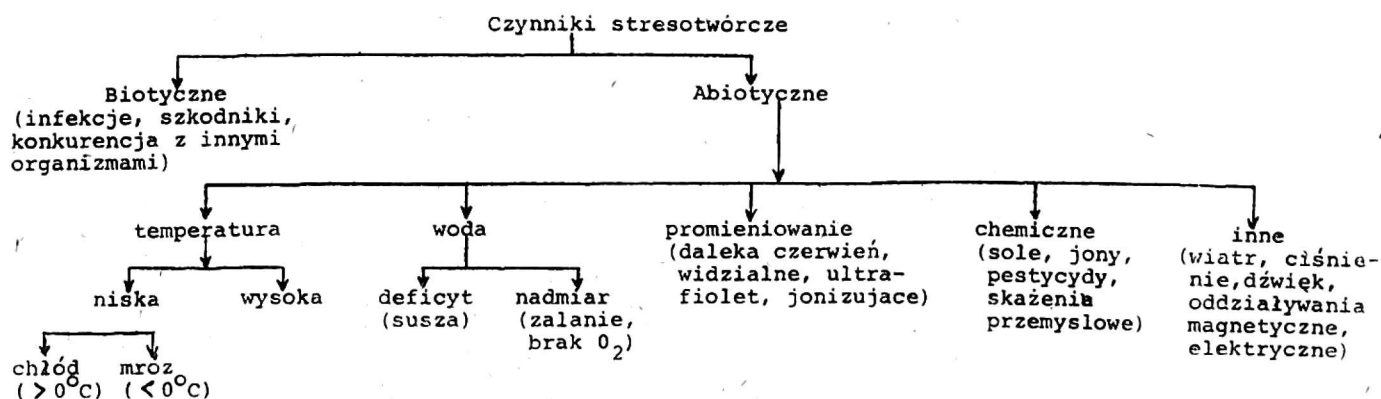 Czynniki stresotwórcze
Biotyczne
(infekcje, szkodniki,
konkurencja z innymi
organizmami)
Abiotyczne
temperatura
niska
wysoka
chłód
(>0°C)
mroz
(<0°C)
woda
deficyt
(susza)
nadmiar
(zalanie,
brak O2)
promieniowanie
(daleka czerwień,
widzialne, ultra-
fiolet, jonizujace)
chemiczne
(sole, jony,
pestycydy,
skażenia
przemyslowe)
inne
(wiatr, ciśnie-
nie,dźwięk,
oddziaływania
magnetyczne,
elektryczne)